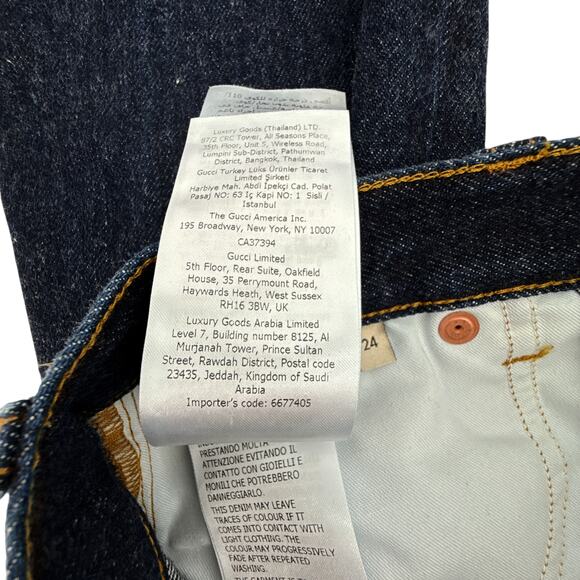 Luxury Goods (Thailand) LTD.
87/2 CRC Tower, All Seasons Place,
35th Floor, Unit 5, Wireless Road,
Lumpini Sub-District, Pathumwan
District, Bangkok, Thailand
Gucci Turkey Lüks Ürünler Ticaret
Limited Şirketi
Harbiye Mah. Abdi İpekçi Cad. Polat
Pasaj NO: 63 İç Kapi NO: 1 Sisli /
Istanbul
The Gucci America Inc.
195 Broadway, New York, NY 10007
CA37394
Gucci Limited
5th Floor, Rear Suite, Oakfield
House, 35 Perrymount Road,
Haywards Heath, West Sussex
RH16 3BW, UK
Luxury Goods Arabia Limited
Level 7, Building number 8125, Al
Murjanah Tower, Prince Sultan
Street, Rawdah District, Postal code
23435, Jeddah, Kingdom of Saudi
Arabia
Importer's code: 6677405
24
PRESTANDO MOLTA
ATTENZIONE EVITANDO IL
CONTATTO CON GIOIELLI E
MONILI CHE POTREBBERO
DANNEGGIARLO.
THIS DENIM MAY LEAVE
TRACES OF COLOUR IF IT
COMES INTO CONTACT WITH
LIGHT CLOTHING. THE
COLOUR MAY PROGRESSIVELY
FADE AFTER REPEATED
WASHING.